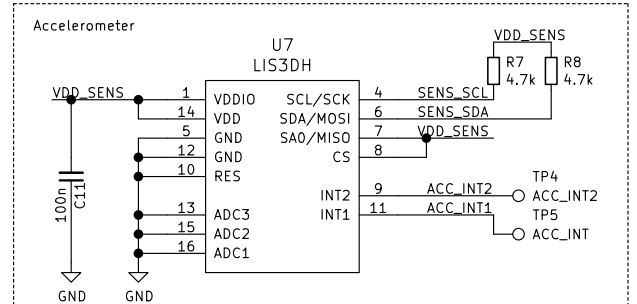 Accelerometer
U7
LIS3DH
VDD_SENS
R7
4.7k
R8
4.7k
VDD_SENS
1 VDDIO SCL/SCK 4 SENS_SCL
14 VDD SDA/MOSI 6 SENS_SDA
5 GND SA0/MISO 7 VDD_SENS
12 GND CS 8
10 RES
INT2 9 ACC_INT2
TP4
ACC_INT2
13 ADC3 INT1 11 ACC_INT1
TP5
ACC_INT
15 ADC2
16 ADC1
100n
C11
GND
GND